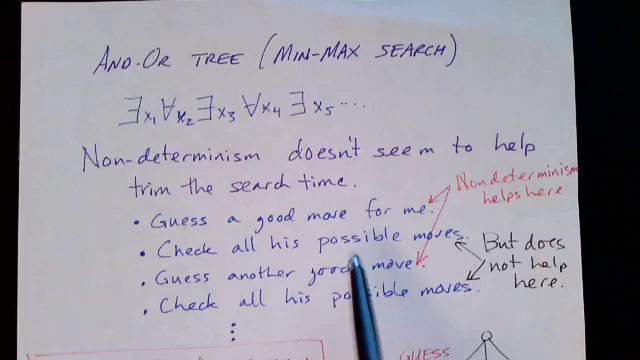 AND-OR TREE (MIN-MAX SEARCH)
∃x₁ ∀x₂ ∃x₃ ∀x₄ ∃x₅ ....
Non-determinism doesn't seem to help
trim the search time.
• Guess a good move for me.
• Check all his possible moves.
• Guess another good move.
• Check all his possible moves.
⋮
Nondeterminism
helps here
But does
not help
here.
GUESS